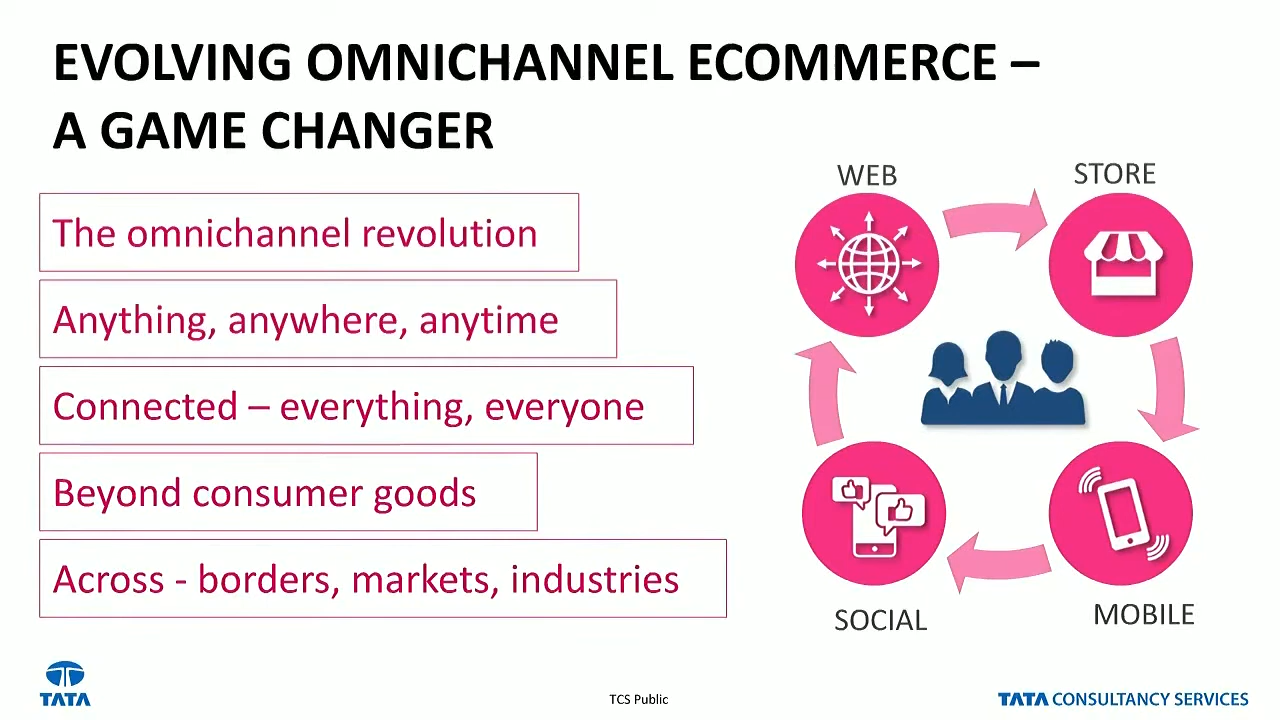 EVOLVING OMNICHANNEL ECOMMERCE –
A GAME CHANGER
The omnichannel revolution
Anything, anywhere, anytime
Connected – everything, everyone
Beyond consumer goods
Across - borders, markets, industries
WEB
STORE
SOCIAL
MOBILE
TATA
TCS Public
TATA CONSULTANCY SERVICES